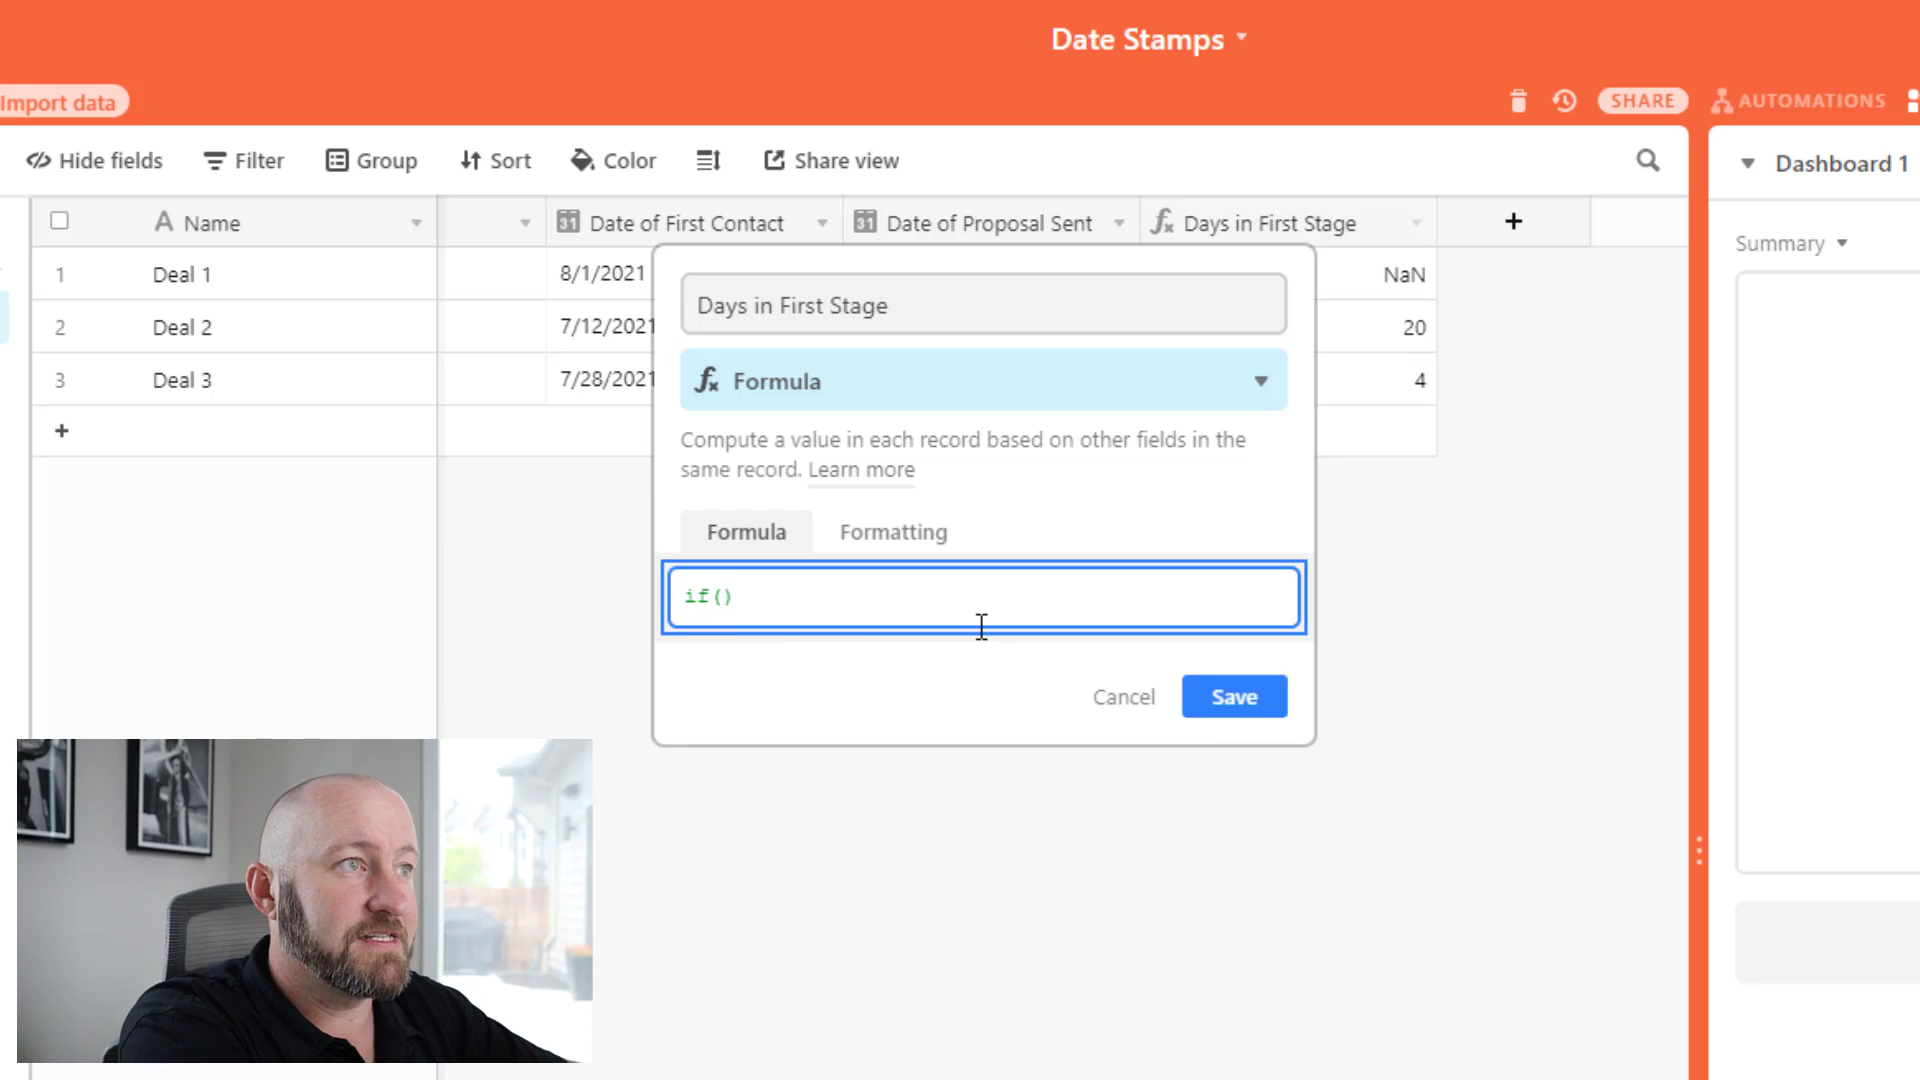 Date Stamps
Import data
SHARE
AUTOMATIONS
Hide fields
Filter
Group
Sort
Color
Share view
Dashboard 1
Name
Date of First Contact
Date of Proposal Sent
Days in First Stage
+
Summary
1
Deal 1
8/1/2021
NaN
2
Deal 2
7/12/2021
20
3
Deal 3
7/28/2021
4
+
Days in First Stage
Formula
Compute a value in each record based on other fields in the
same record. Learn more
Formula
Formatting
if()
Cancel
Save